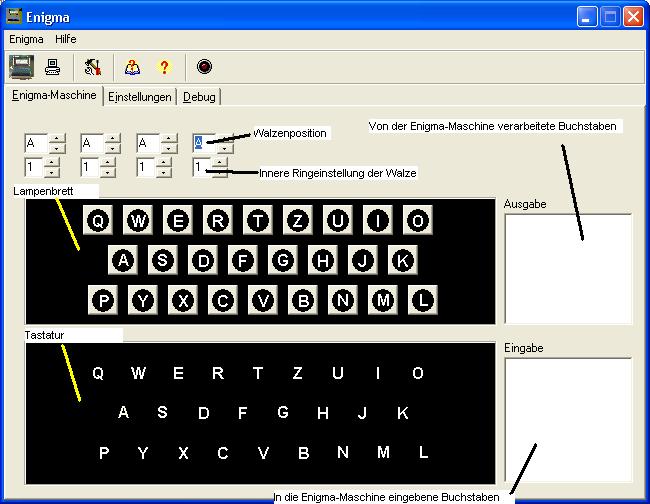 Enigma
Enigma Hilfe
Enigma-Maschine Einstellungen Debug
Von der Enigma-Maschine verarbeitete Buchstaben
A A A A Walzenposition
1 1 1 1 Innere Ringeinstellung der Walze
Lampenbrett
Ausgabe
Q W E R T Z U I O
A S D F G H J K
P Y X C V B N M L
Tastatur
Eingabe
Q W E R T Z U I O
A S D F G H J K
P Y X C V B N M L
In die Enigma-Maschine eingebene Buchstaben